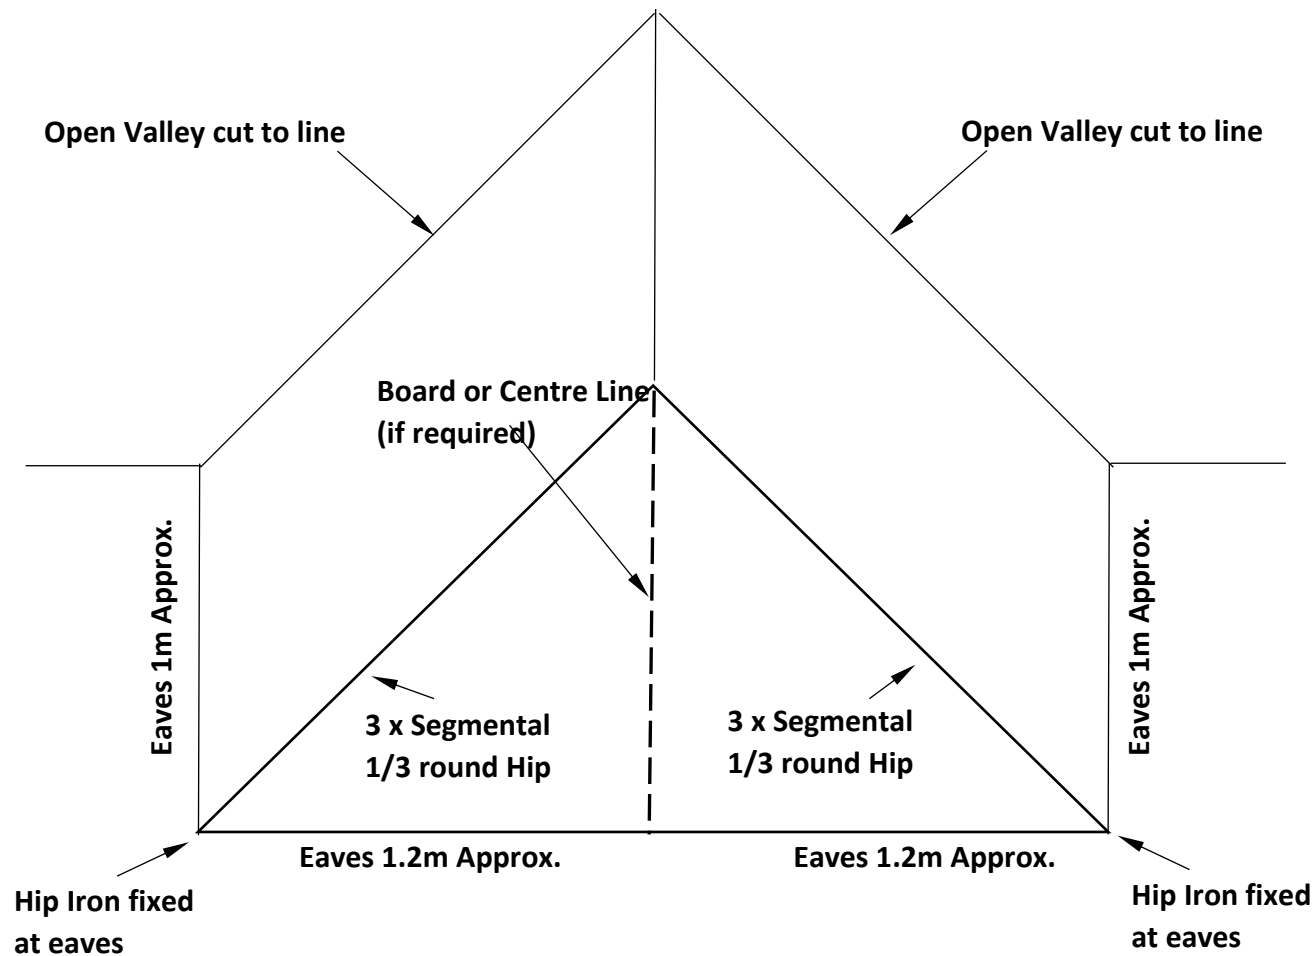 Open Valley cut to line
Open Valley cut to line
Board or Centre Line
(if required)
Eaves 1m Approx.
Eaves 1m Approx.
3 x Segmental
1/3 round Hip
3 x Segmental
1/3 round Hip
Eaves 1.2m Approx.
Eaves 1.2m Approx.
Hip Iron fixed
at eaves
Hip Iron fixed
at eaves